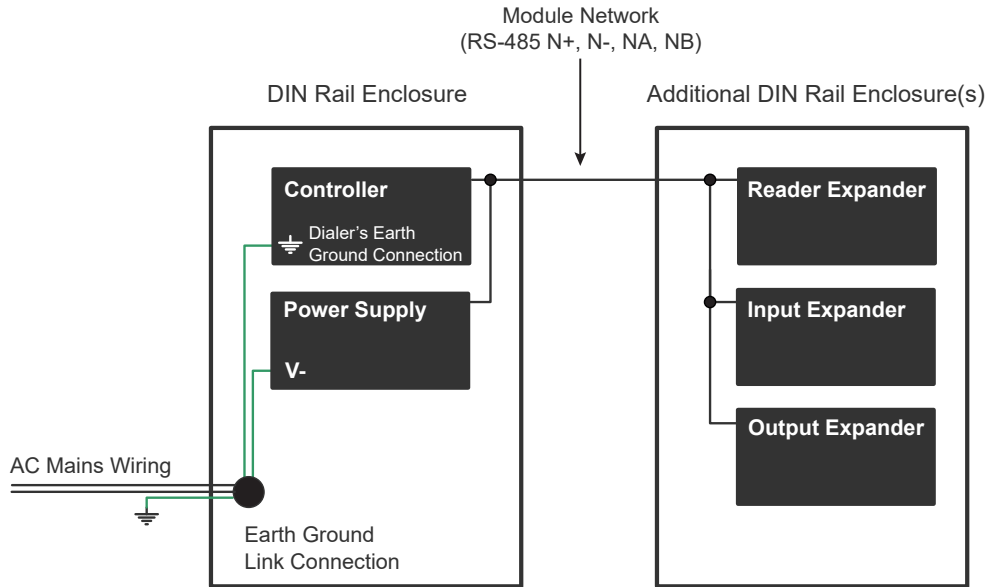 Module Network
(RS-485 N+, N-, NA, NB)
DIN Rail Enclosure
Additional DIN Rail Enclosure(s)
Controller
Dialer’s Earth
Ground Connection
Power Supply
V-
Reader Expander
Input Expander
Output Expander
AC Mains Wiring
Earth Ground
Link Connection